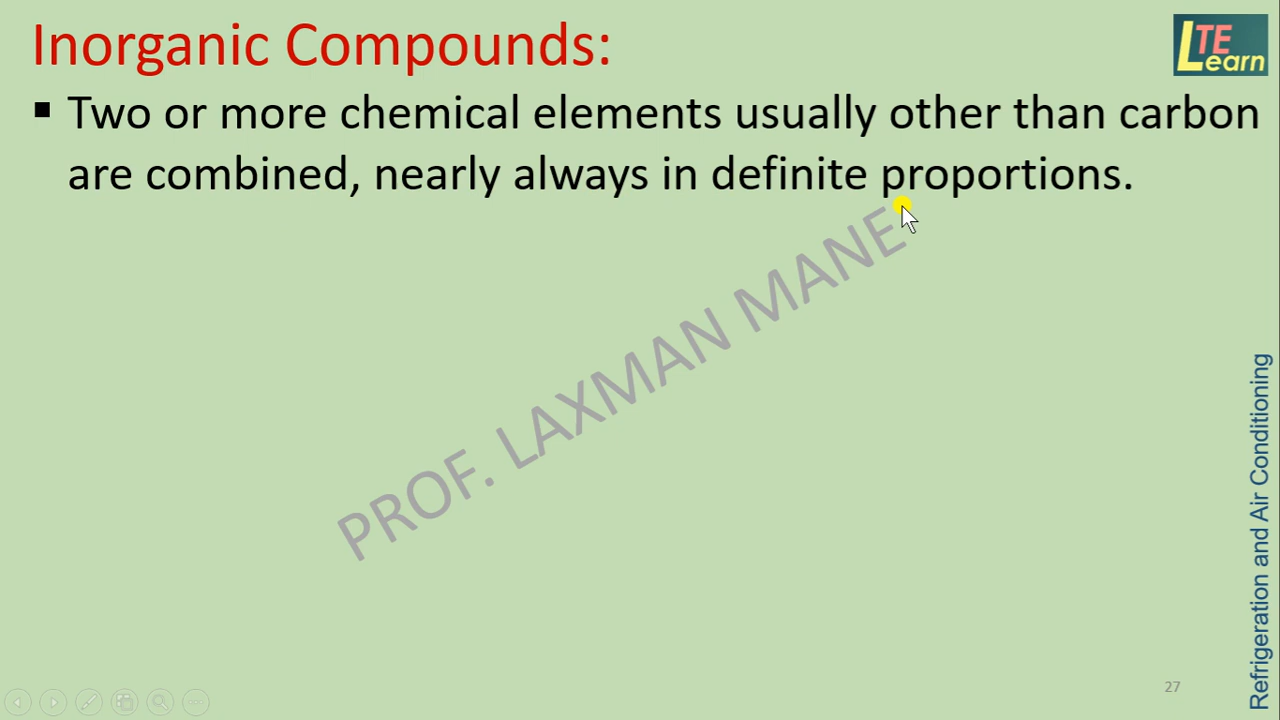 Inorganic Compounds:
LTE
Learn
▪ Two or more chemical elements usually other than carbon
are combined, nearly always in definite proportions.
PROF. LAXMAN MANE
Refrigeration and Air Conditioning
27